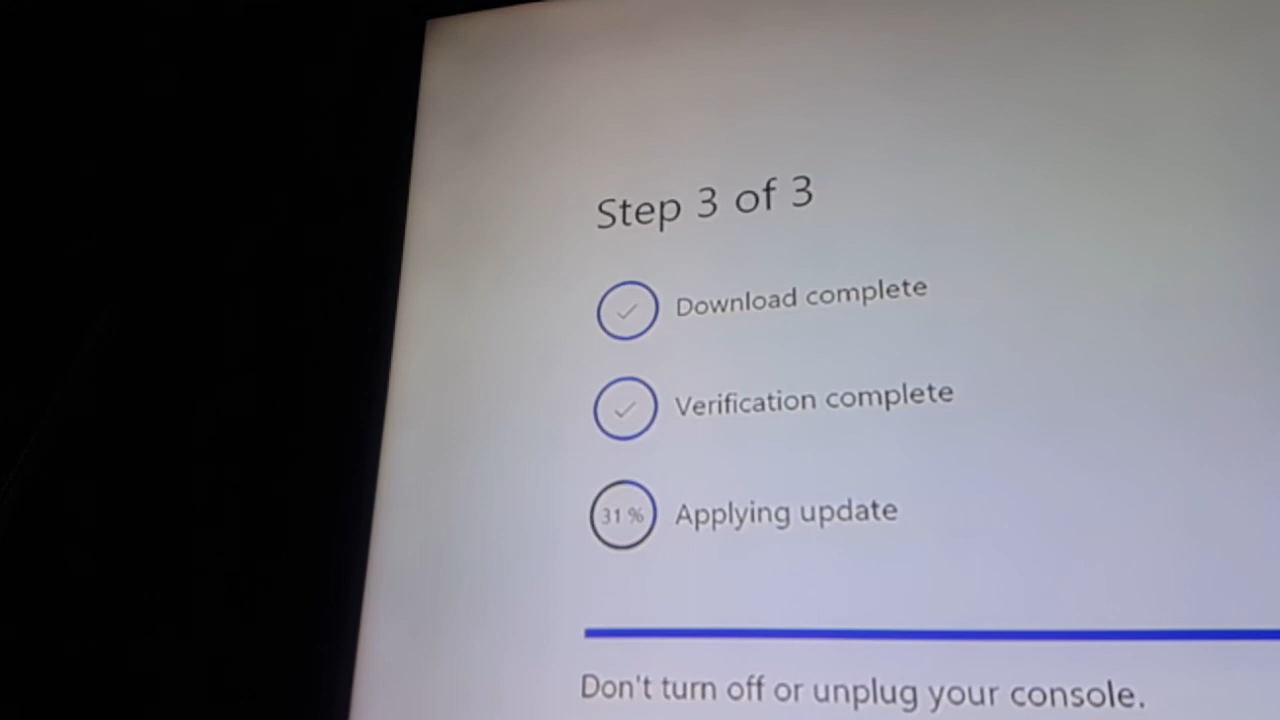 Step 3 of 3
Download complete
Verification complete
31 %
Applying update
Don't turn off or unplug your console.